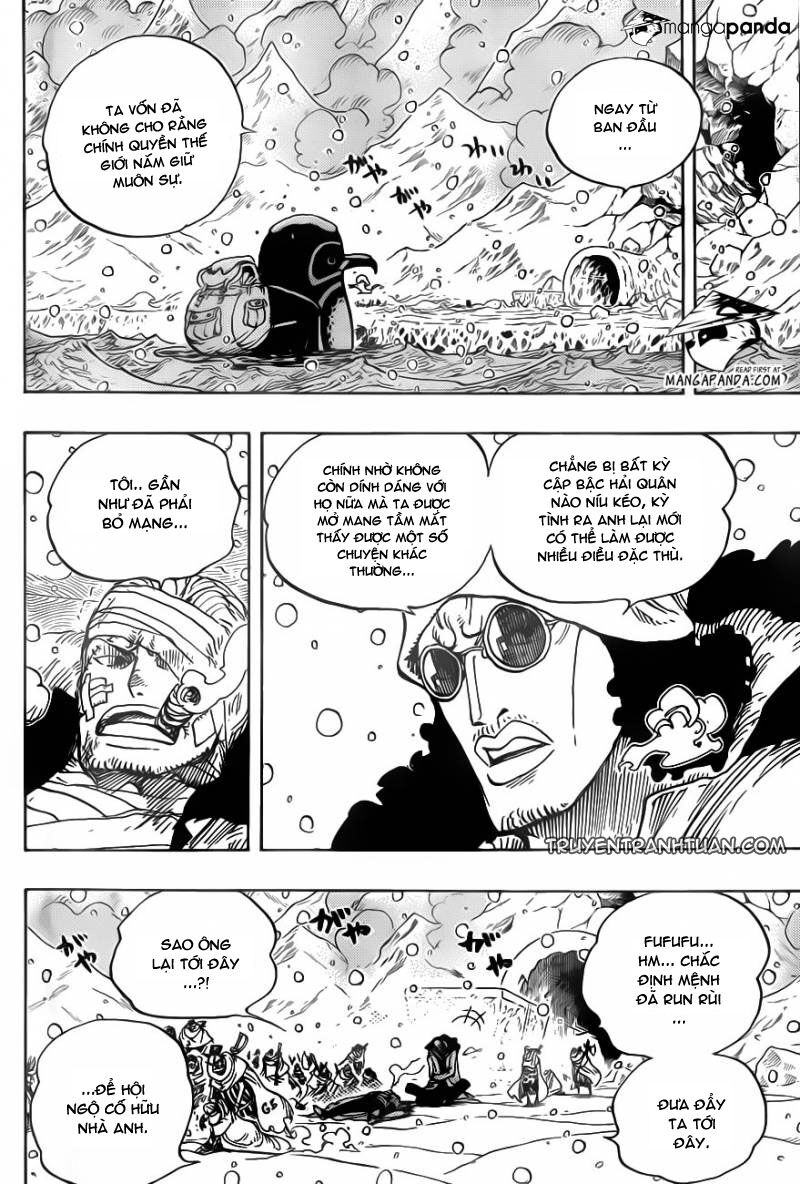 mangapanda
NGAY TỪ
BAN ĐẦU
...
TA VỐN ĐÃ
KHÔNG CHO RẰNG
CHÍNH QUYỀN THẾ
GIỚI NẮM GIỮ
MUÔN SỰ.
READ FIRST AT
MANGAPANDA.COM
CHẲNG BỊ BẤT KỲ
CẤP BẬC HẢI QUÂN
NÀO NÍU KÉO, KỲ
TÌNH RA ANH LẠI MỚI
CÓ THỂ LÀM ĐƯỢC
NHIỀU ĐIỀU ĐẶC THÙ.
CHÍNH NHỜ KHÔNG
CÒN DÍNH DÁNG VỚI
HỌ NỮA MÀ TA ĐƯỢC
MỞ MANG TẦM MẮT
THẤY ĐƯỢC MỘT SỐ
CHUYỆN KHÁC
THƯỜNG...
TÔI.. GẦN
NHƯ ĐÃ PHẢI
BỎ MẠNG...
TRUYENTRANHTUAN.COM
FUFUFU...
HM... CHẮC
ĐỊNH MỆNH
ĐÃ RUN RỦI
...
ĐƯA ĐẨY
TA TỚI
ĐÂY.
SAO ÔNG
LẠI TỚI ĐÂY
...?!
...ĐỂ HỘI
NGỘ CỐ HỮU
NHÀ ANH.
G5